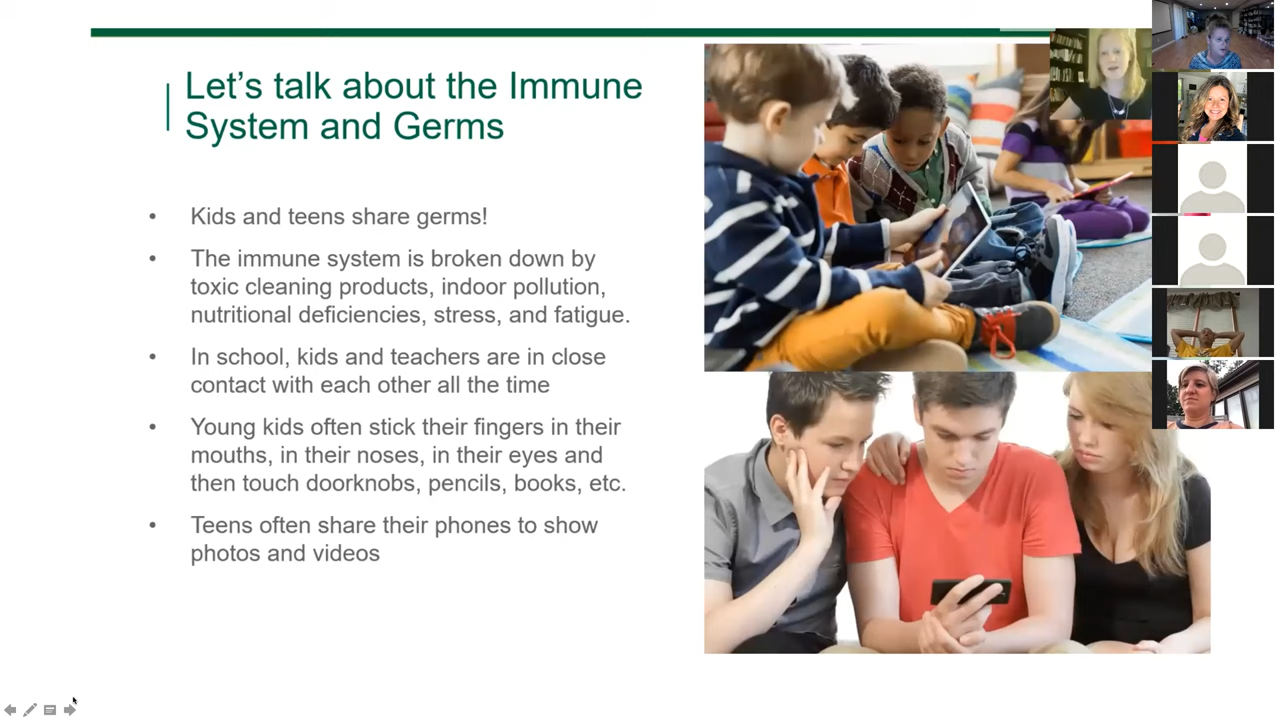 Let’s talk about the Immune
System and Germs
• Kids and teens share germs!
• The immune system is broken down by
toxic cleaning products, indoor pollution,
nutritional deficiencies, stress, and fatigue.
• In school, kids and teachers are in close
contact with each other all the time
• Young kids often stick their fingers in their
mouths, in their noses, in their eyes and
then touch doorknobs, pencils, books, etc.
• Teens often share their phones to show
photos and videos